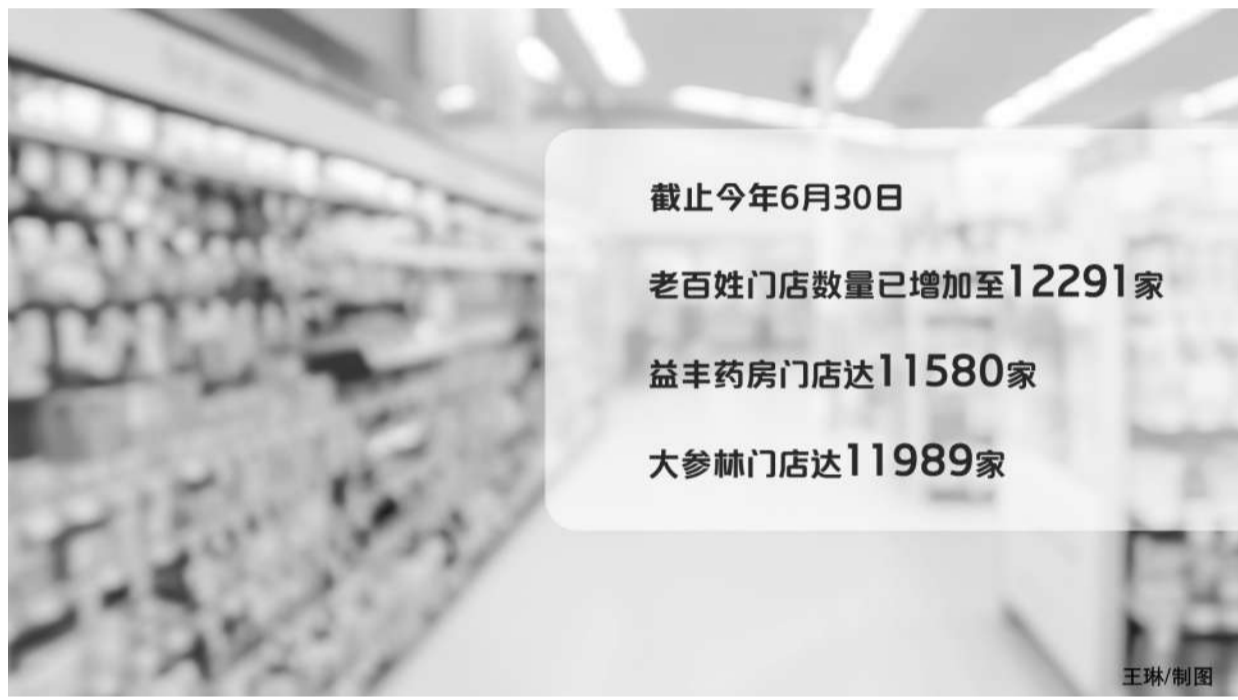 截止今年6月30日
老百姓门店数量已增加至12291家
益丰药房门店达11580家
大参林门店达11989家
王琳/制图